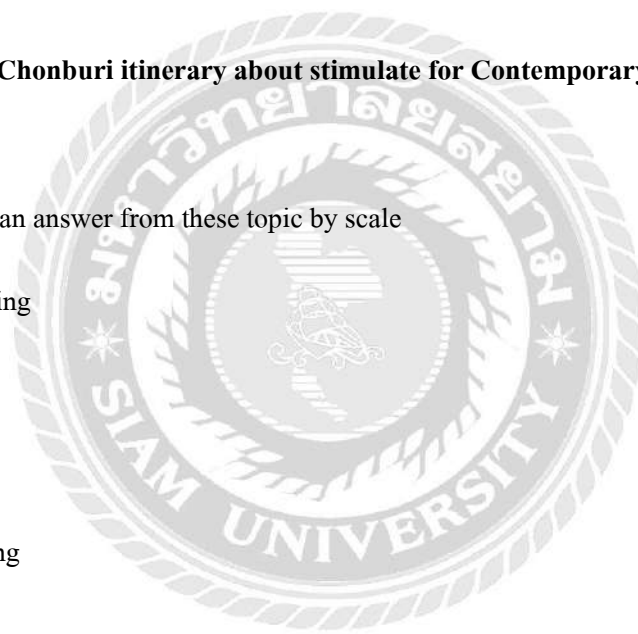 Chonburi itinerary about stimulate for Contemporary
มหาวิทยาลัยสยาม
an answer from these topic by scale
ing
SIAM UNIVERSITY
ng